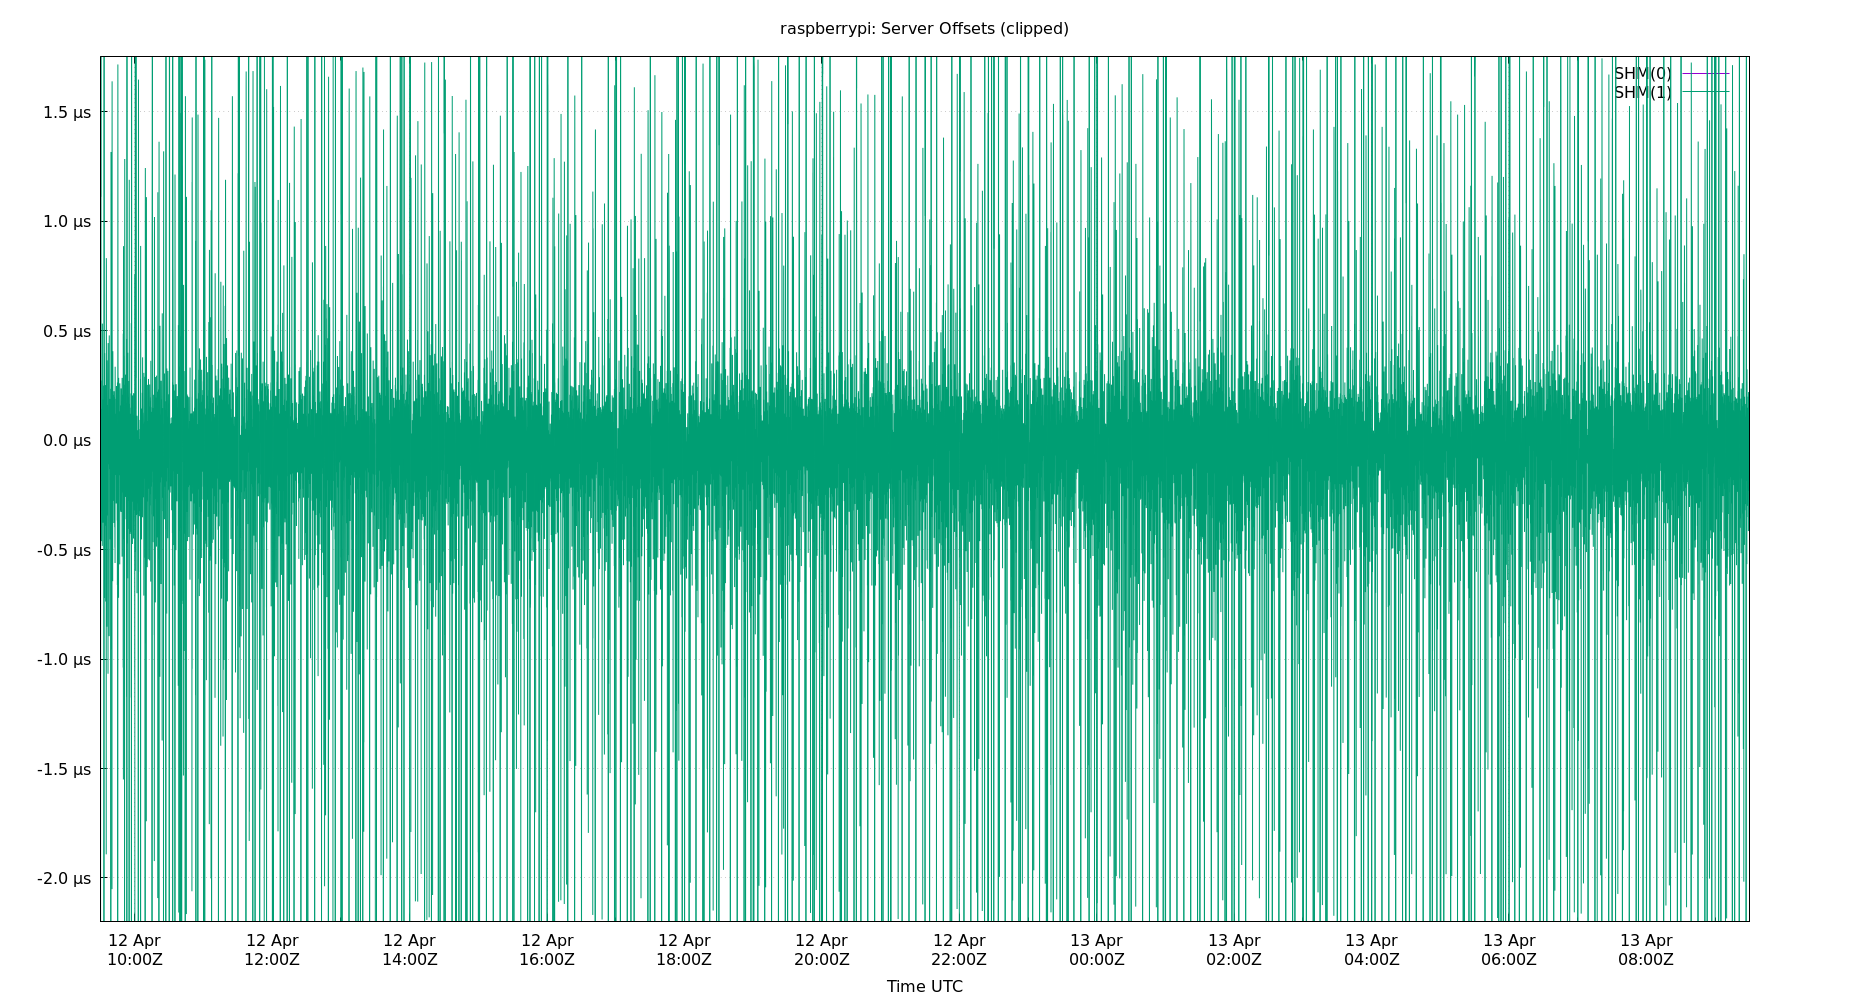 raspberrypi: Server Offsets (clipped)
SHM(0)
SHM(1)
1.5 µs
1.0 µs
0.5 µs
0.0 µs
-0.5 µs
-1.0 µs
-1.5 µs
-2.0 µs
12 Apr 12 Apr 12 Apr 12 Apr 12 Apr 12 Apr 12 Apr 13 Apr 13 Apr 13 Apr 13 Apr 13 Apr
10:00Z 12:00Z 14:00Z 16:00Z 18:00Z 20:00Z 22:00Z 00:00Z 02:00Z 04:00Z 06:00Z 08:00Z
Time UTC